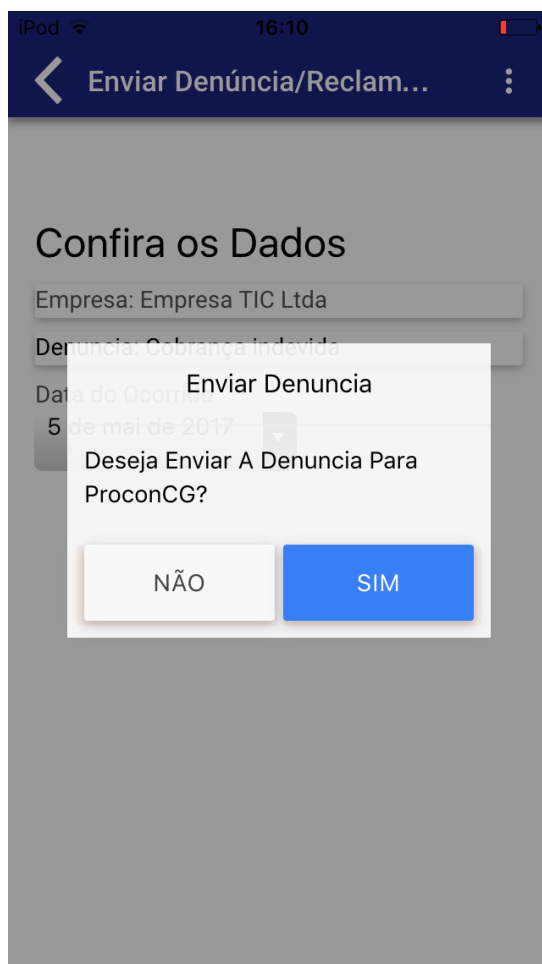 iPod 16:10
Enviar Denúncia/Reclam...
Confira os Dados
Empresa: Empresa TIC Ltda
Denuncia: Cobrança indevida
Data do Ocorrido
5 de mai de 2017
Enviar Denuncia
Deseja Enviar A Denuncia Para
ProconCG?
NÃO SIM